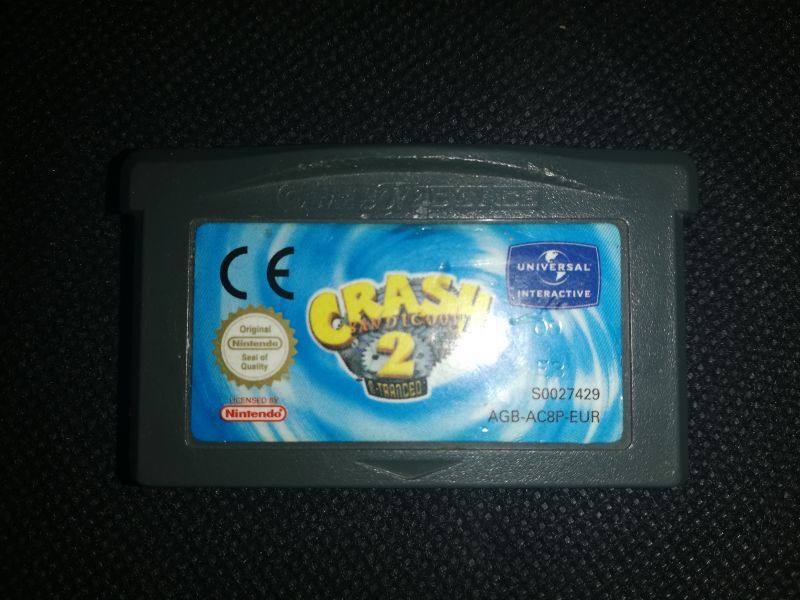 GAME BOY ADVANCE
CE
UNIVERSAL
INTERACTIVE
CRASH
BANDICOOT
2
N-TRANCED
Original
Nintendo
Seal of
Quality
LICENSED BY
Nintendo
00
S0027429
AGB-AC8P-EUR